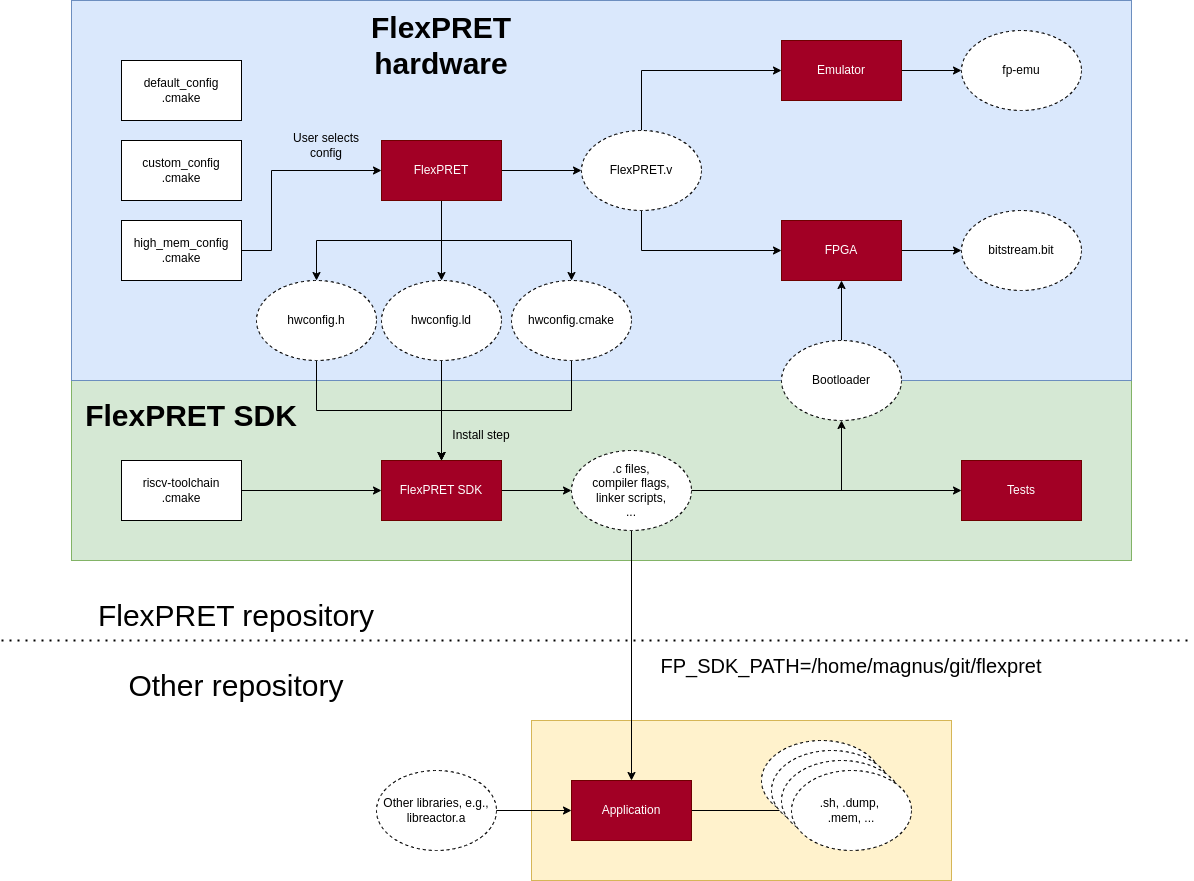 FlexPRET
hardware
default_config
.cmake
custom_config
.cmake
high_mem_config
.cmake
User selects
config
FlexPRET
FlexPRET.v
Emulator
fp-emu
FPGA
bitstream.bit
hwconfig.h
hwconfig.ld
hwconfig.cmake
Bootloader
FlexPRET SDK
Install step
riscv-toolchain
.cmake
FlexPRET SDK
.c files,
compiler flags,
linker scripts,
...
Tests
FlexPRET repository
Other repository
FP_SDK_PATH=/home/magnus/git/flexpret
Other libraries, e.g.,
libreactor.a
Application
.sh, .dump,
.mem, ...